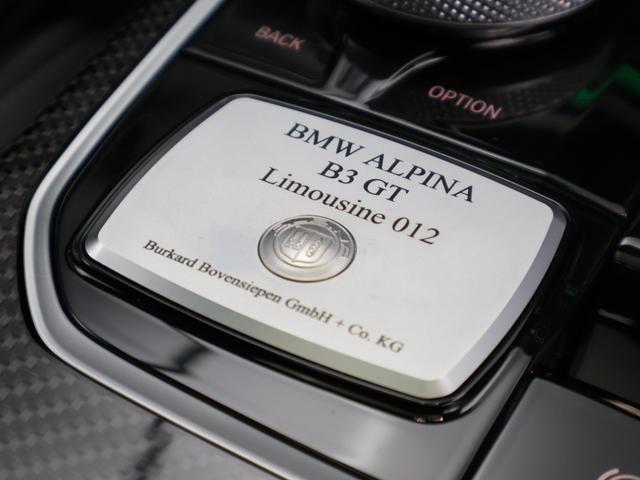 BACK
OPTION
BMW ALPINA
B3 GT
Limousine 012
Burkard Bovensiepen GmbH + Co. KG